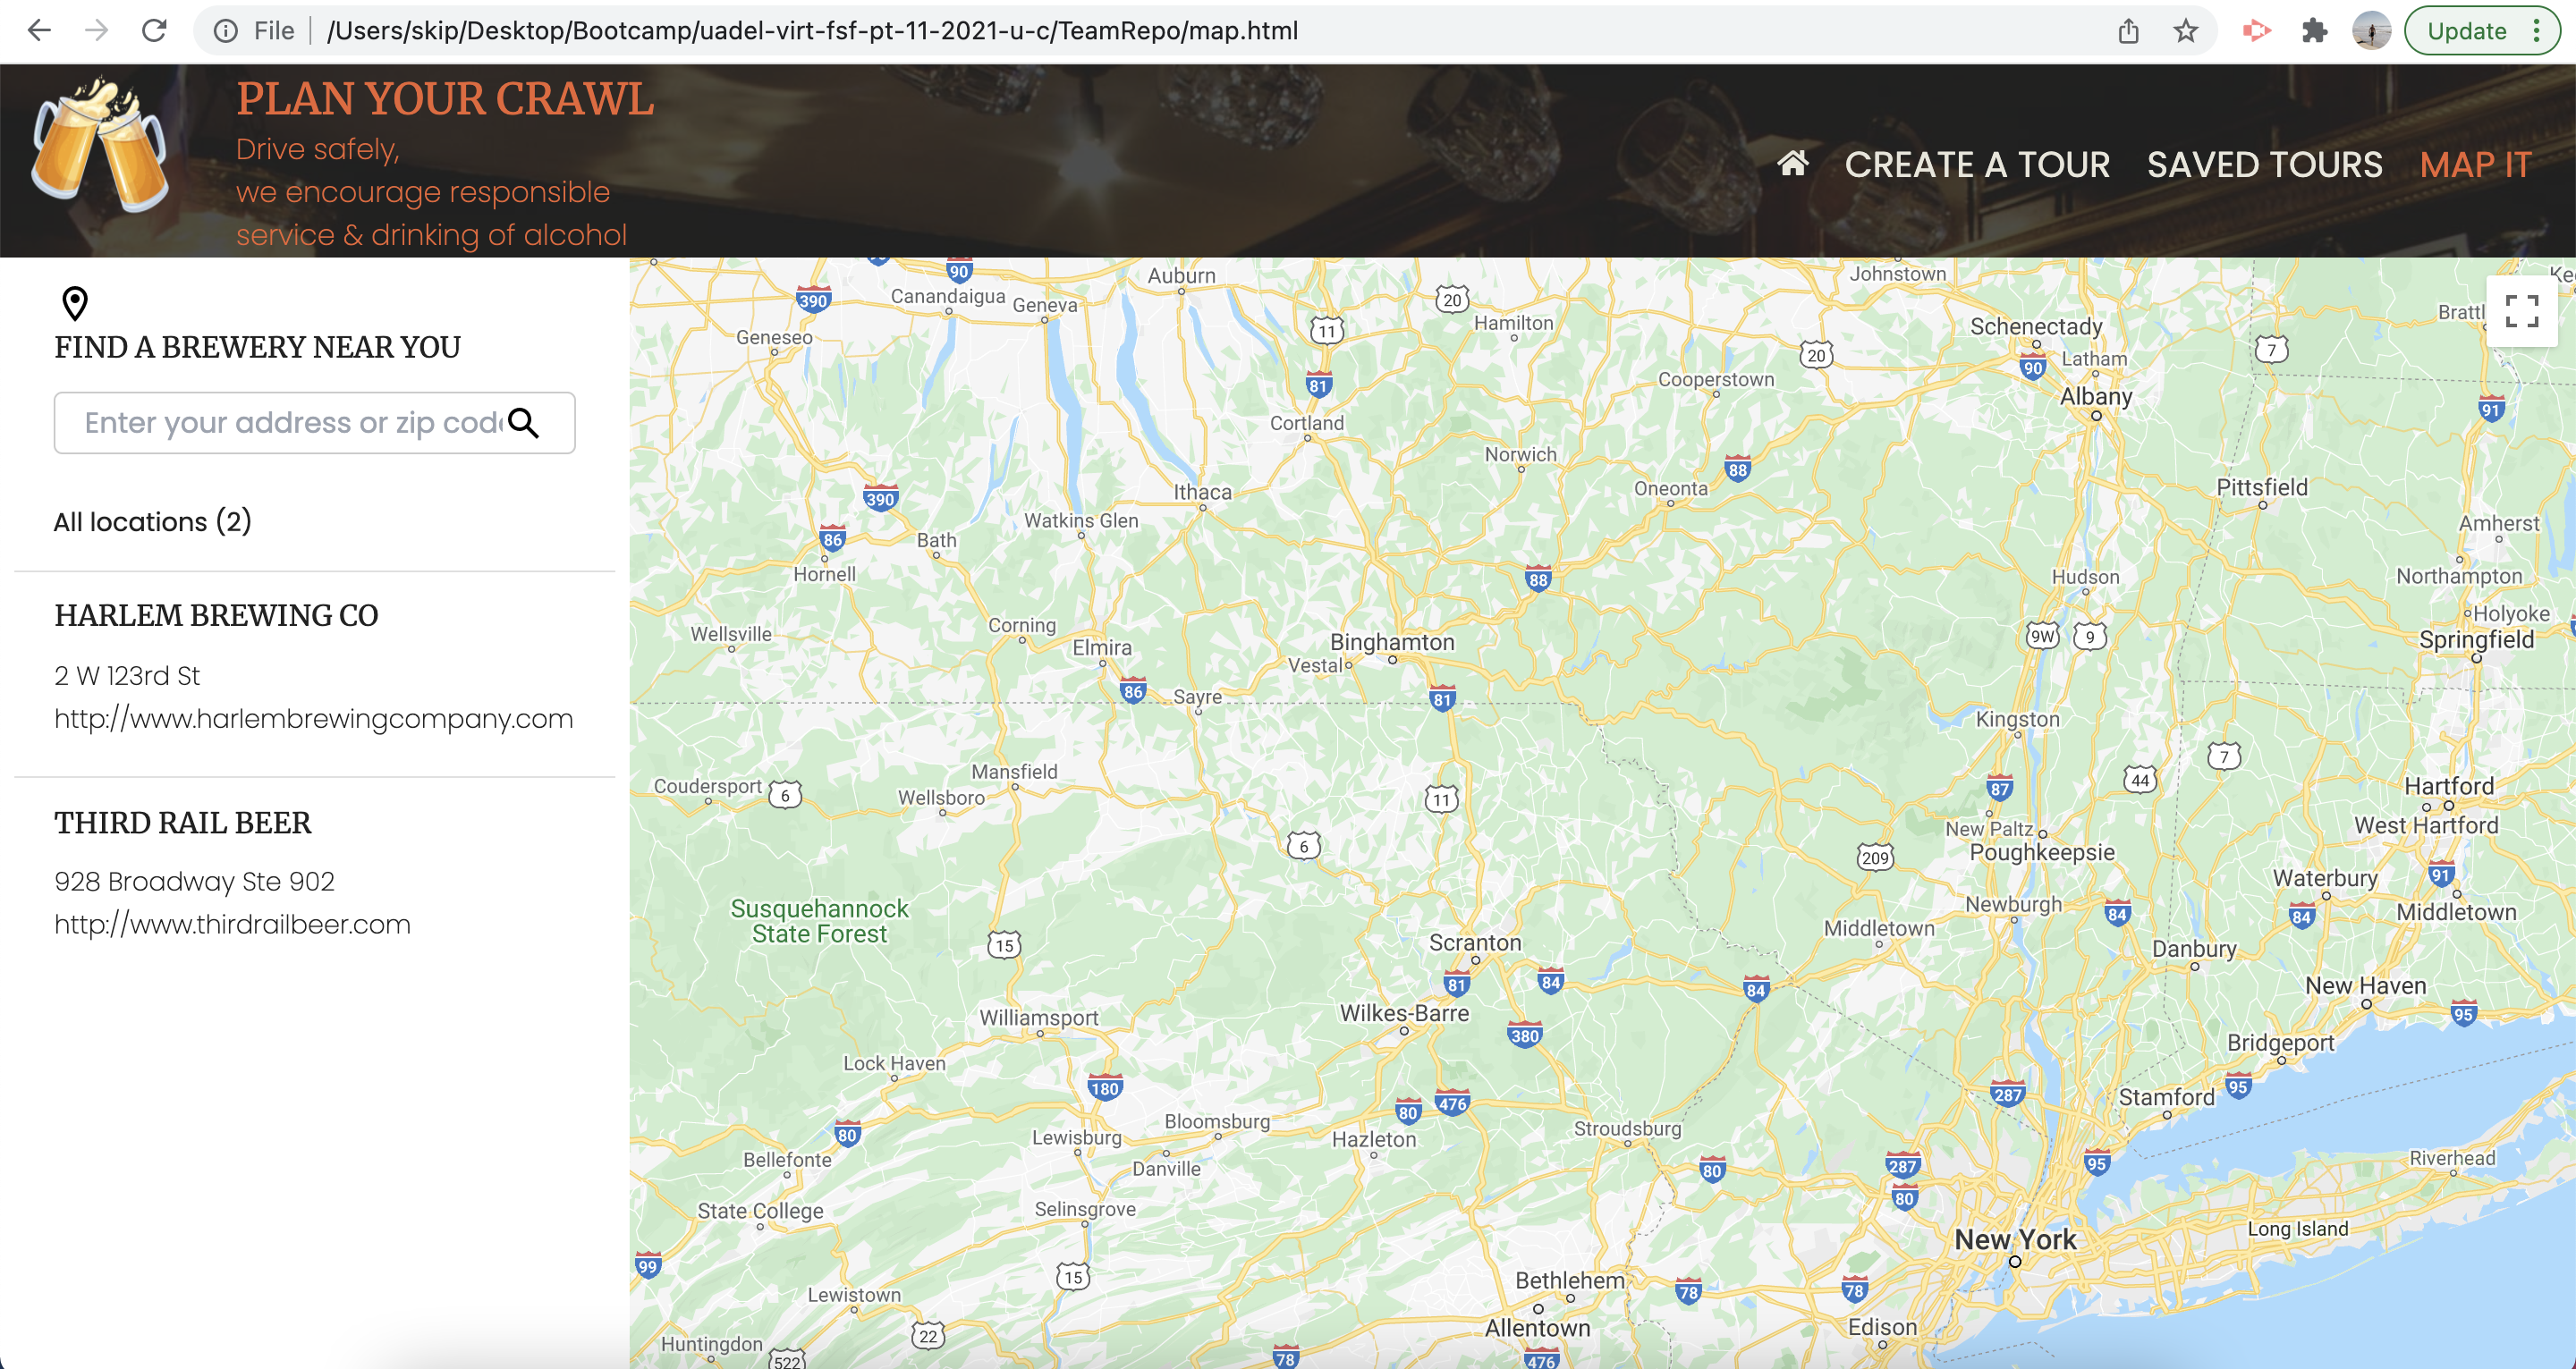 File
/Users/skip/Desktop/Bootcamp/uadel-virt-fsf-pt-11-2021-u-c/TeamRepo/map.html
Update
PLAN YOUR CRAWL
Drive safely,
we encourage responsible
service & drinking of alcohol
CREATE A TOUR
SAVED TOURS
MAP IT
FIND A BREWERY NEAR YOU
Enter your address or zip cod
All locations (2)
HARLEM BREWING CO
2 W 123rd St
http://www.harlembrewingcompany.com
THIRD RAIL BEER
928 Broadway Ste 902
http://www.thirdrailbeer.com
90
Auburn
Johnstown
390
Canandaigua
Geneva
20
Hamilton
Brattl
Geneseo
11
Schenectady
7
20
Latham
90
81
Cooperstown
Albany
91
Cortland
Norwich
88
390
Ithaca
Oneonta
Pittsfield
Watkins Glen
Amherst
86
Bath
Hornell
88
Hudson
Northampton
Holyoke
Wellsville
Corning
Elmira
Binghamton
Vestal
9W
9
Springfield
86
Sayre
81
Kingston
7
Coudersport
6
Mansfield
Wellsboro
11
87
44
Hartford
6
New Paltz
West Hartford
209
Poughkeepsie
91
Waterbury
Susquehannock
State Forest
Newburgh
84
84
Middletown
15
Scranton
Middletown
Danbury
81
84
84
New Haven
Williamsport
Wilkes-Barre
380
95
Bridgeport
Lock Haven
180
80
476
287
Stamford
95
80
Bloomsburg
Lewisburg
Hazleton
Stroudsburg
Bellefonte
Danville
80
287
95
Riverhead
80
State College
Selinsgrove
Long Island
New York
99
15
Bethlehem
78
78
Lewistown
Allentown
Edison
22
Huntingdon
522
78
476